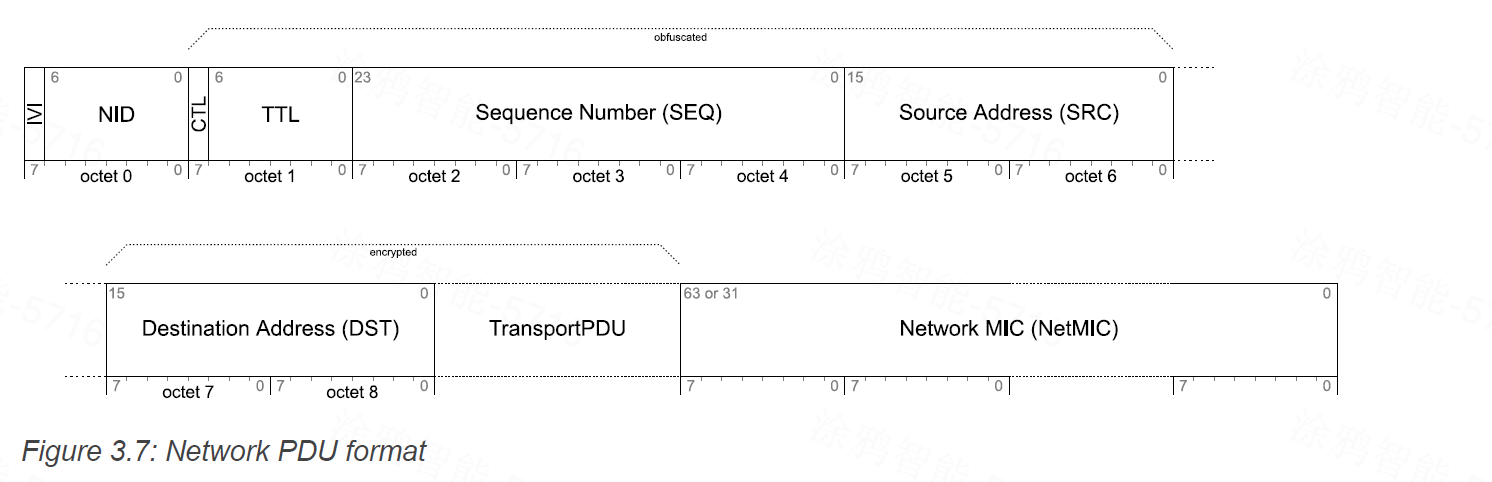 obfuscated
6 0 6 0 23 0 15 0
IVI NID CTL TTL Sequence Number (SEQ) Source Address (SRC)
7 octet 0 0 7 octet 1 0 7 octet 2 0 7 octet 3 0 7 octet 4 0 7 octet 5 0 7 octet 6 0
encrypted
15 0 63 or 31 0
Destination Address (DST) TransportPDU Network MIC (NetMIC)
7 octet 7 0 7 octet 8 0 7 0 7 0 7 0
Figure 3.7: Network PDU format
涂鸦智能-5716